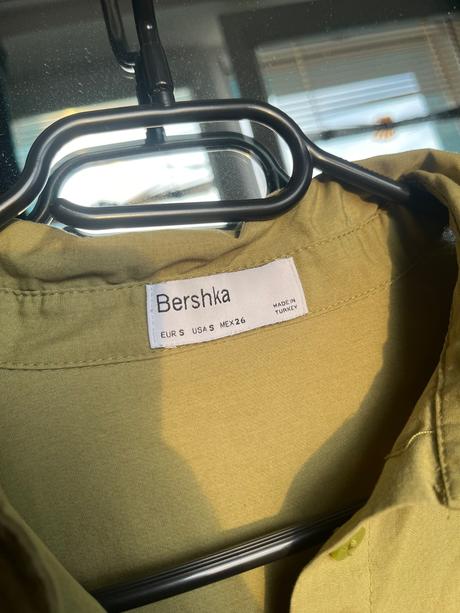 Bershka
EUR S USA S MEX 26
MADE IN
TURKEY